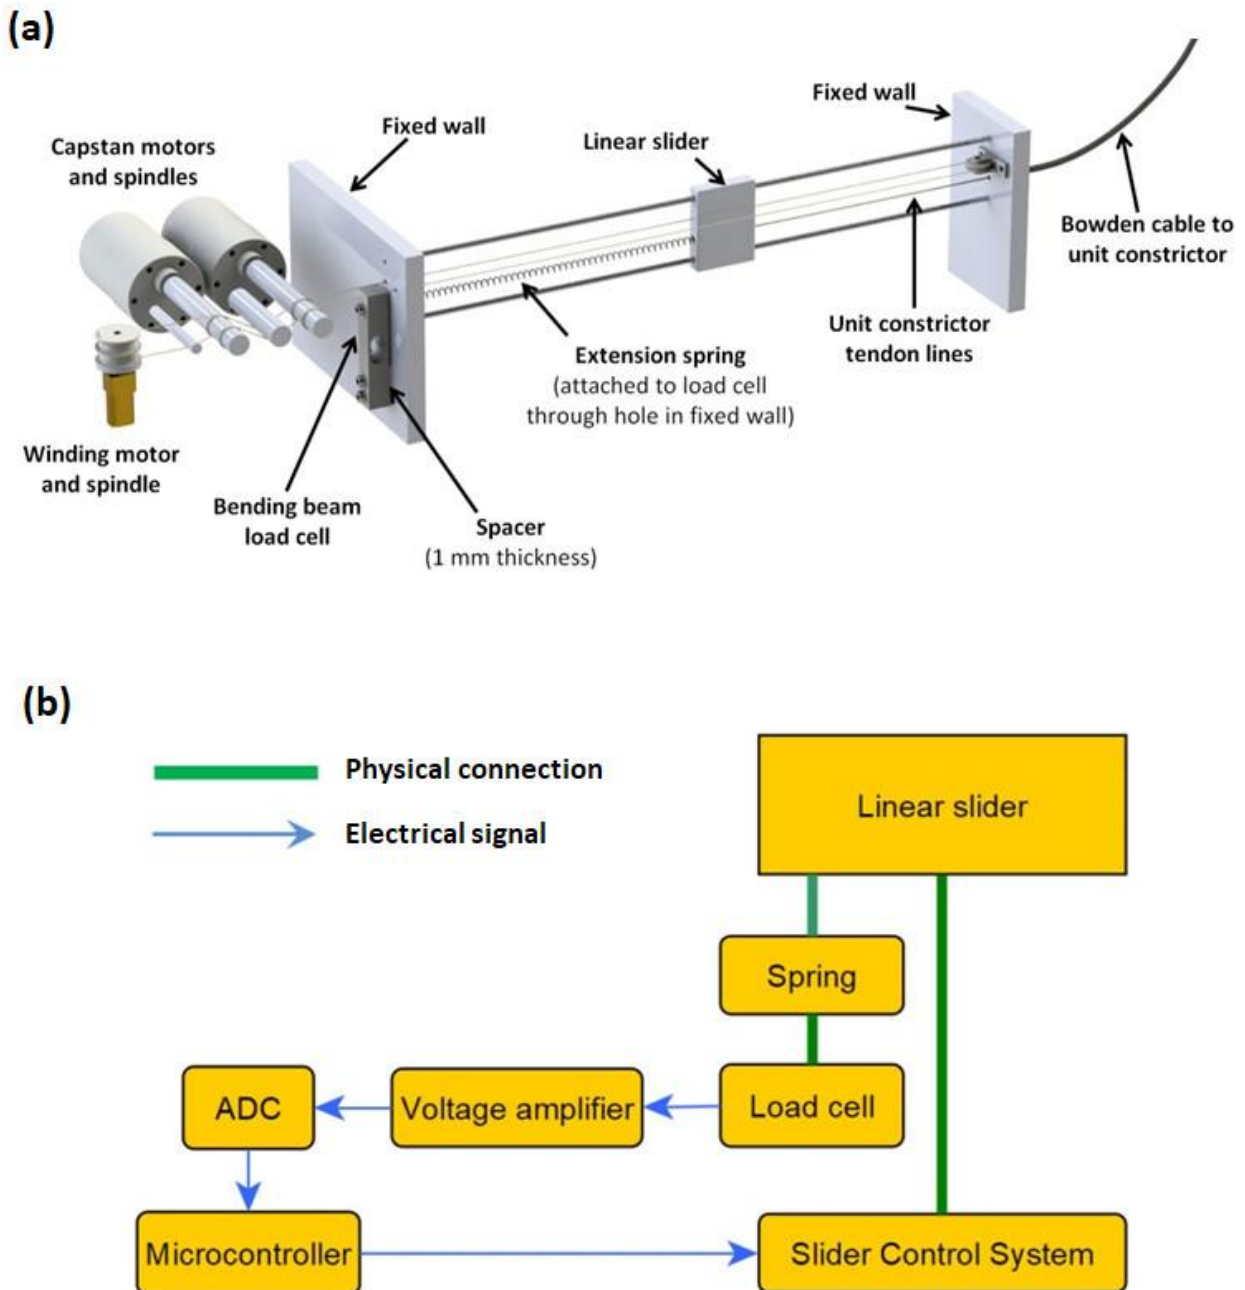 (a)
Fixed wall
Fixed wall
Capstan motors
and spindles
Linear slider
Bowden cable to
unit constrictor
Unit constrictor
tendon lines
Extension spring
(attached to load cell
through hole in fixed wall)
Winding motor
and spindle
Bending beam
load cell
Spacer
(1 mm thickness)
(b)
Physical connection
Electrical signal
Linear slider
Spring
ADC
Voltage amplifier
Load cell
Microcontroller
Slider Control System